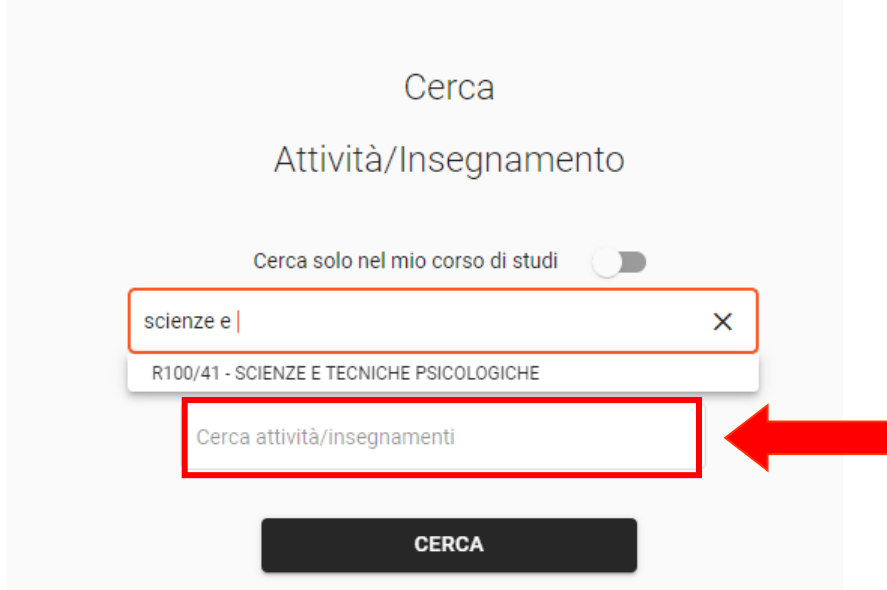 Cerca
Attività/Insegnamento
Cerca solo nel mio corso di studi
scienze e
R100/41 - SCIENZE E TECNICHE PSICOLOGICHE
Cerca attività/insegnamenti
CERCA